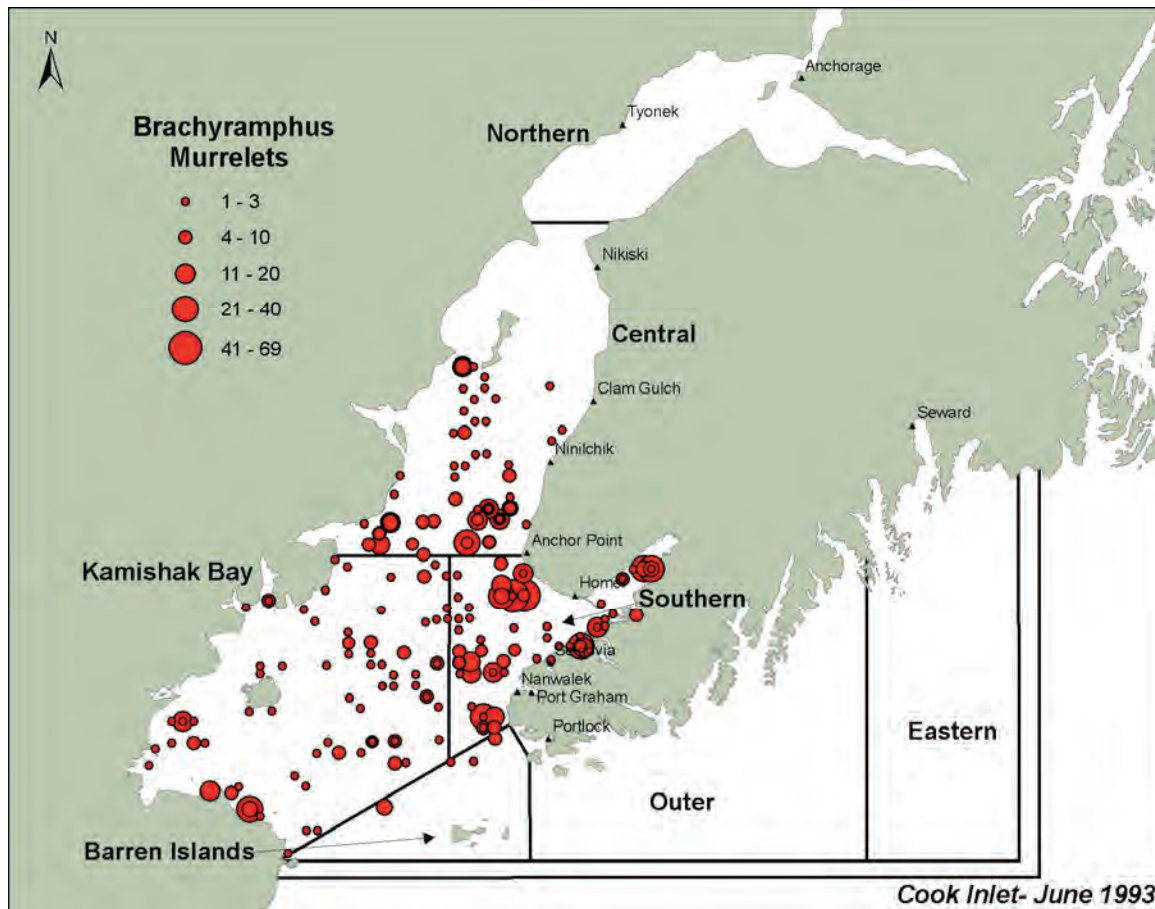 N
Anchorage
Brachyramphus
Murrelets
Northern
Tyonek
1 - 3
4 - 10
11 - 20
21 - 40
41 - 69
Nikiski
Central
Clam Gulch
Seward
Ninilchik
Anchor Point
Kamishak Bay
Homer
Southern
Nanwalek
Port Graham
Portlock
Eastern
Outer
Barren Islands
Cook Inlet- June 1993